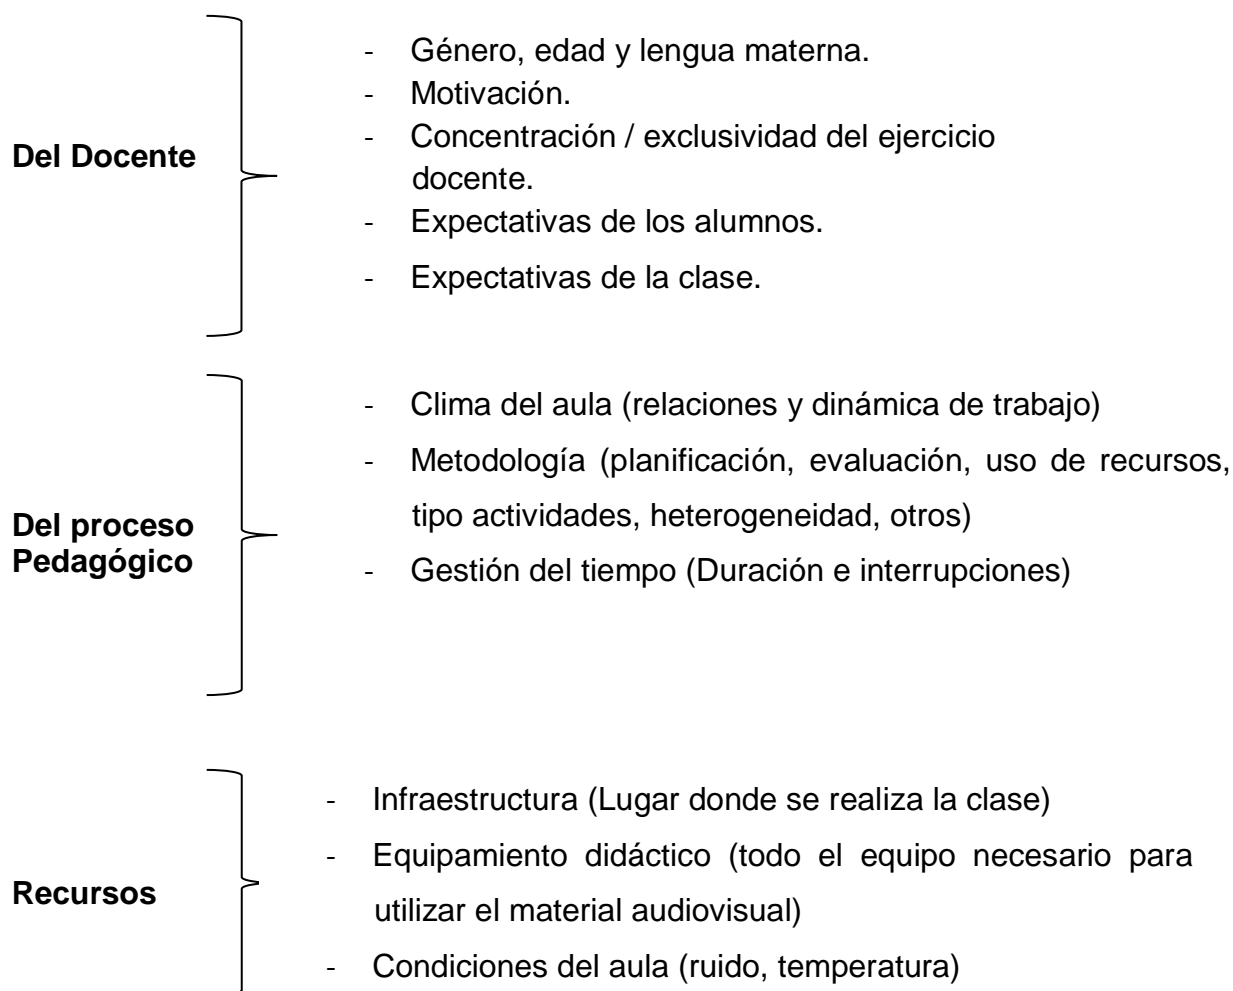 Del Docente
- Género, edad y lengua materna.
- Motivación.
- Concentración / exclusividad del ejercicio
docente.
- Expectativas de los alumnos.
- Expectativas de la clase.
Del proceso
Pedagógico
- Clima del aula (relaciones y dinámica de trabajo)
- Metodología (planificación, evaluación, uso de recursos,
tipo actividades, heterogeneidad, otros)
- Gestión del tiempo (Duración e interrupciones)
Recursos
- Infraestructura (Lugar donde se realiza la clase)
- Equipamiento didáctico (todo el equipo necesario para
utilizar el material audiovisual)
- Condiciones del aula (ruido, temperatura)